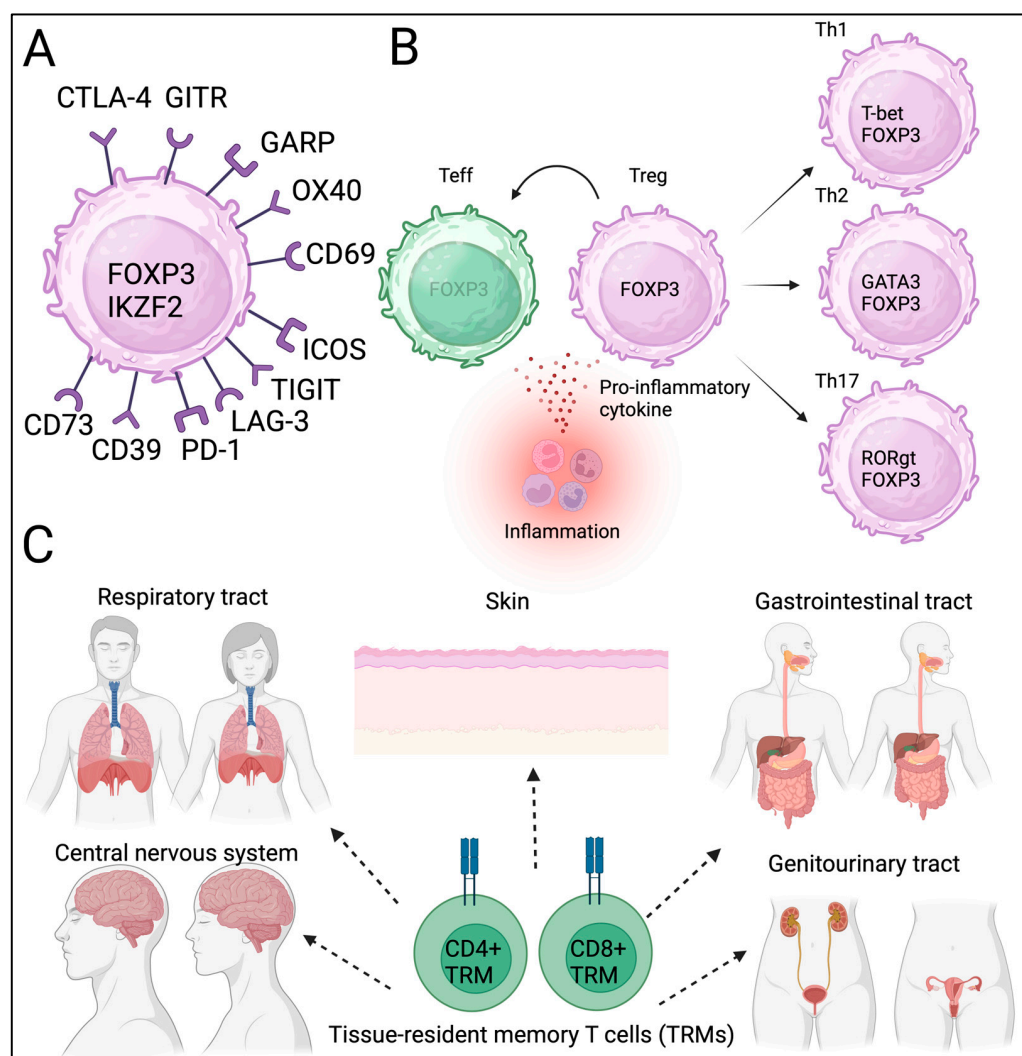 A
CTLA-4 GITR
GARP
OX40
CD69
ICOS
TIGIT
LAG-3
PD-1
CD39
CD73
FOXP3
IKZF2
B
Teff
Treg
FOXP3
FOXP3
Pro-inflammatory
cytokine
Inflammation
Th1
T-bet
FOXP3
Th2
GATA3
FOXP3
Th17
RORgt
FOXP3
C
Respiratory tract
Skin
Gastrointestinal tract
Central nervous system
Genitourinary tract
CD4+
TRM
CD8+
TRM
Tissue-resident memory T cells (TRMs)